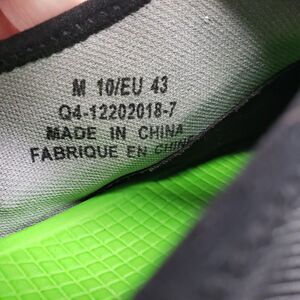 M 10/EU 43
Q4-12202018-7
MADE IN CHINA
FABRIQUE EN CHINE